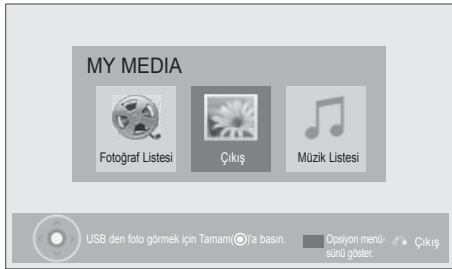 MY MEDIA
Fotoğraf Listesi
Çıkış
Müzik Listesi
USB den foto görmek için Tamam(◉)'a basın.
Opsiyon menü-
sünü göster.
Çıkış